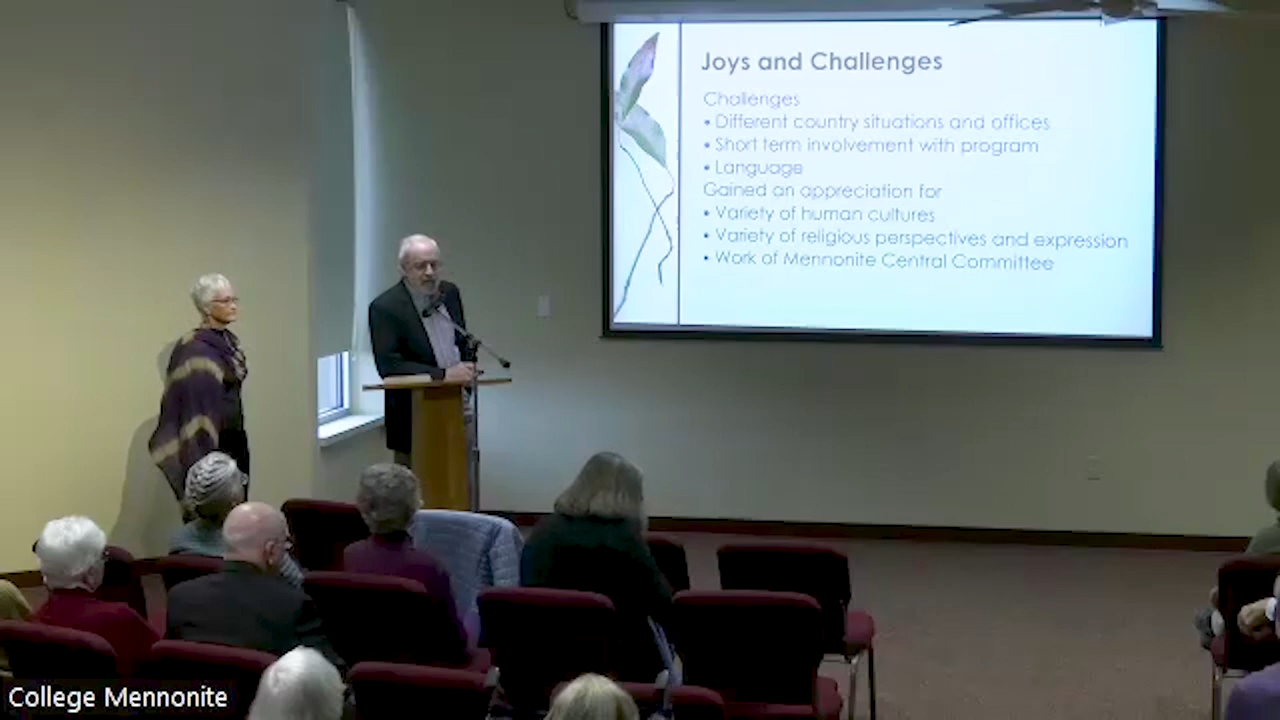 Joys and Challenges
Challenges
• Different country situations and offices
• Short term involvement with program
• Language
Gained an appreciation for
• Variety of human cultures
• Variety of religious perspectives and expression
• Work of Mennonite Central Committee
College Mennonite